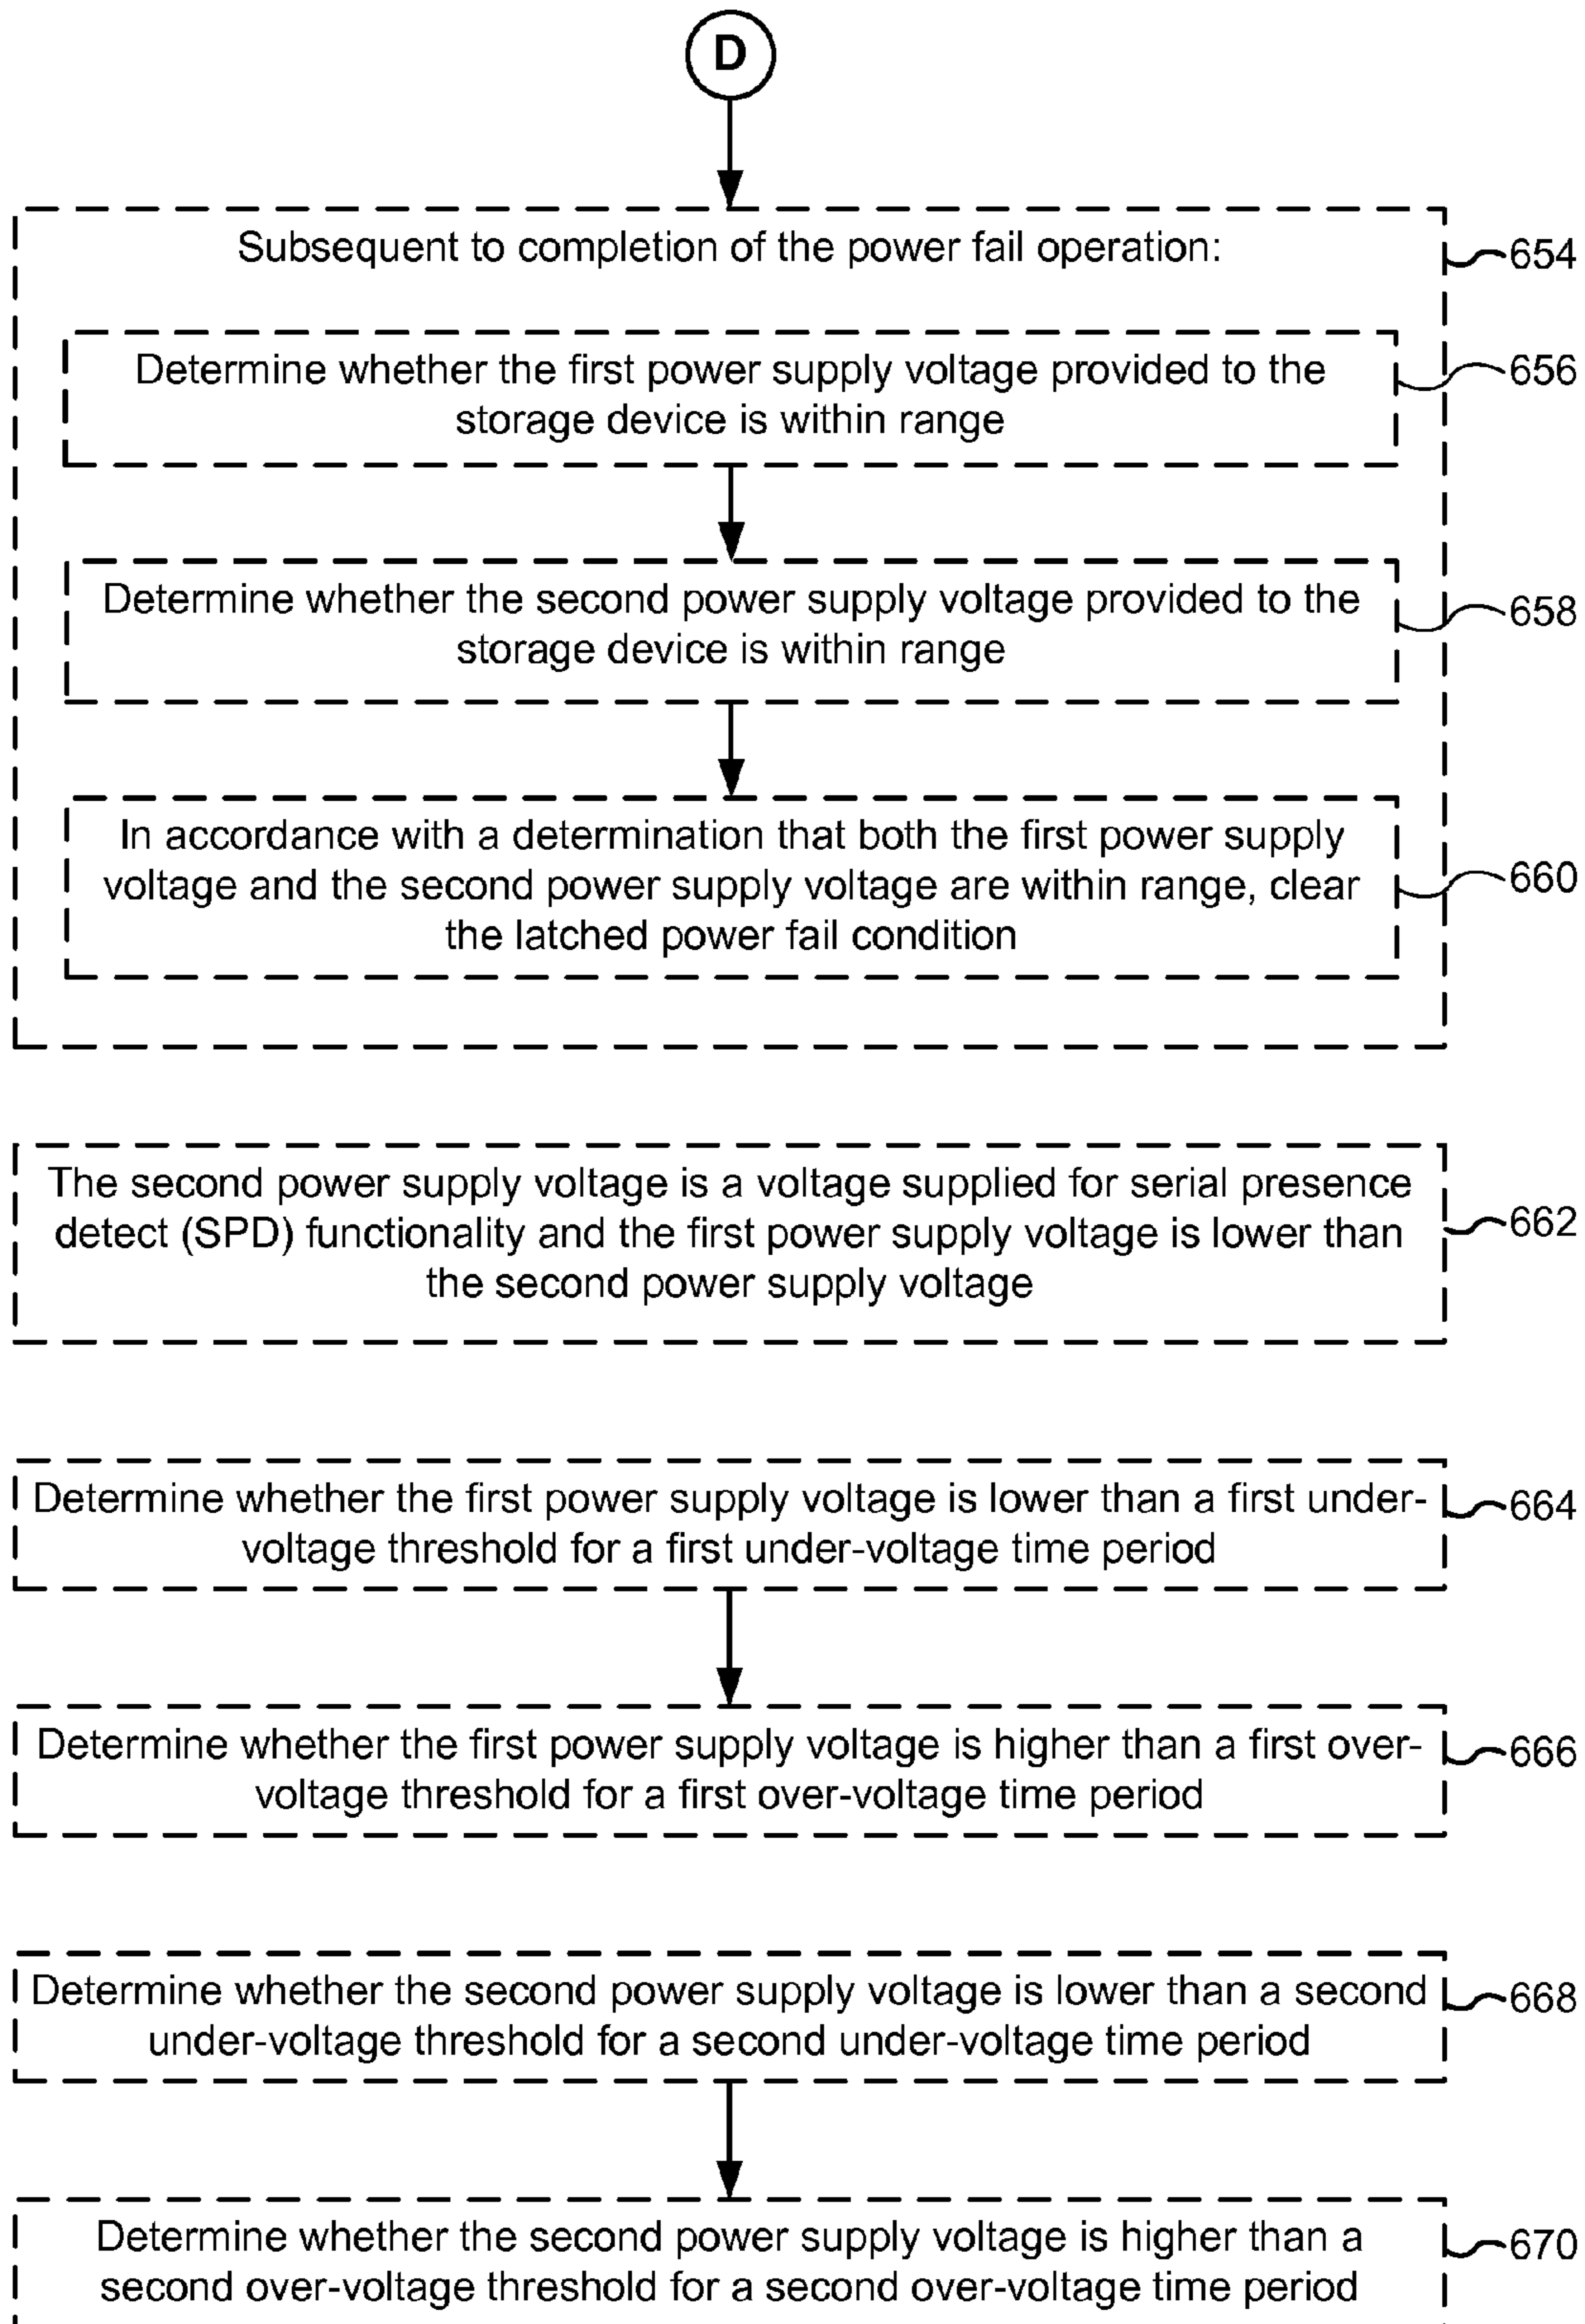 D
Subsequent to completion of the power fail operation:
654
Determine whether the first power supply voltage provided to the
storage device is within range
656
Determine whether the second power supply voltage provided to the
storage device is within range
658
In accordance with a determination that both the first power supply
voltage and the second power supply voltage are within range, clear
the latched power fail condition
660
The second power supply voltage is a voltage supplied for serial presence
detect (SPD) functionality and the first power supply voltage is lower than
the second power supply voltage
662
Determine whether the first power supply voltage is lower than a first under-
voltage threshold for a first under-voltage time period
664
Determine whether the first power supply voltage is higher than a first over-
voltage threshold for a first over-voltage time period
666
Determine whether the second power supply voltage is lower than a second
under-voltage threshold for a second under-voltage time period
668
Determine whether the second power supply voltage is higher than a
second over-voltage threshold for a second over-voltage time period
670